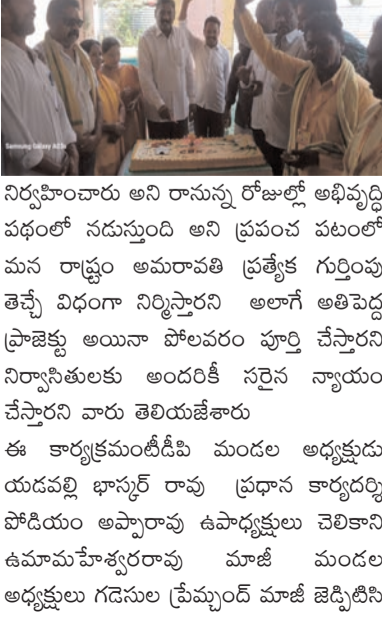 Samsung Galaxy A03s
నిర్వహించారు అని రానున్న రోజుల్లో అభివృద్ధి
పథంలో నడుస్తుంది అని ప్రపంచ పటంలో
మన రాష్ట్రం అమరావతి ప్రత్యేక గుర్తింపు
తెచ్చే విధంగా నిర్మిస్తారని అలాగే అతిపెద్ద
ప్రాజెక్టు అయినా పోలవరం పూర్తి చేస్తారని
నిర్వాసితులకు అందరికీ సరైన న్యాయం
చేస్తారని వారు తెలియజేశారు
ఈ కార్యక్రమంటీడీపి మండల అధ్యక్షుడు
యడవల్లి భాస్కర్ రావు ప్రధాన కార్యదర్శి
పోడియం అప్పారావు ఉపాధ్యక్షులు చెలికాని
ఉమామహేశ్వరరావు మాజీ మండల
అధ్యక్షులు గడెసుల ప్రేమ్చంద్ మాజీ జెడ్పిటిసి